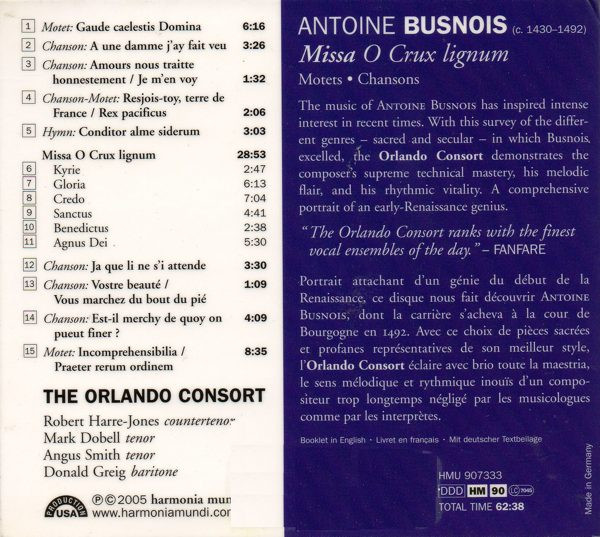 1 Motet: Gaude caelestis Domina 6:16
2 Chanson: A une damme j'ay fait veu 3:26
3 Chanson: Amours nous traitte
honnestement / Je m'en voy 1:32
4 Chanson-Motet: Resjois-toy, terre de
France / Rex pacificus 2:06
5 Hymn: Conditor alme siderum 3:03
Missa O Crux lignum 28:53
6 Kyrie 2:47
7 Gloria 6:13
8 Credo 7:04
9 Sanctus 4:41
10 Benedictus 2:38
11 Agnus Dei 5:30
12 Chanson: Ja que li ne s'i attende 3:30
13 Chanson: Vostre beauté /
Vous marchez du bout du pié 1:09
14 Chanson: Est-il merchy de quoy on
pueut finer ? 4:09
15 Motet: Incomprehensibilia /
Praeter rerum ordinem 8:35
THE ORLANDO CONSORT
Robert Harre-Jones countertenor
Mark Dobell tenor
Angus Smith tenor
Donald Greig baritone
PRODUCTION USA
℗©2005 harmonia mun
www.harmoniamundi.con
ANTOINE BUSNOIS (c. 1430–1492)
Missa O Crux lignum
Motets • Chansons
The music of ANTOINE BUSNOIS has inspired intense
interest in recent times. With this survey of the differ-
ent genres – sacred and secular – in which Busnois
excelled, the Orlando Consort demonstrates the
composer's supreme technical mastery, his melodic
flair, and his rhythmic vitality. A comprehensive
portrait of an early-Renaissance genius.
"The Orlando Consort ranks with the finest
vocal ensembles of the day." – FANFARE
Portrait attachant d'un génie du début de la
Renaissance, ce disque nous fait découvrir ANTOINE
BUSNOIS, dont la carrière s'acheva à la cour de
Bourgogne en 1492. Avec ce choix de pièces sacrées
et profanes représentatives de son meilleur style,
l'Orlando Consort éclaire avec brio toute la maestria,
le sens mélodique et rythmique inouïs d'un compo-
siteur trop longtemps négligé par les musicologues
comme par les interprètes.
Booklet in English · Livret en français · Mit deutscher Textbeilage
HMU 907333
DDD HM 90 LC 7045
TOTAL TIME 62:38
Made in Germany